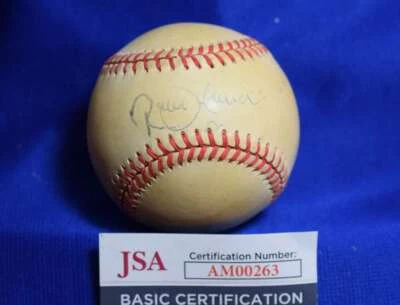 JSA
Certification Number:
AM00263
BASIC CERTIFICATION